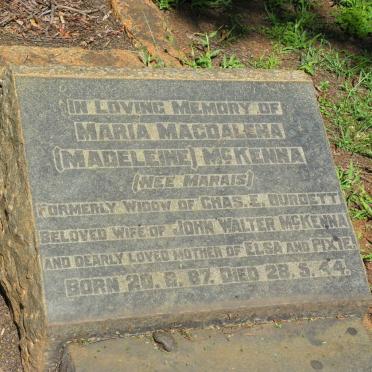 IN LOVING MEMORY OF
MARIA MAGDALENA
(MADELEINE) MCKENNA
(NEE MARAIS)
FORMERLY WIDOW OF CHAS. E. BURDETT
BELOVED WIFE OF JOHN WALTER MCKENNA
AND DEARLY LOVED MOTHER OF ELSA AND PIXIE
BORN 20.8.87. DIED 28.5.44.